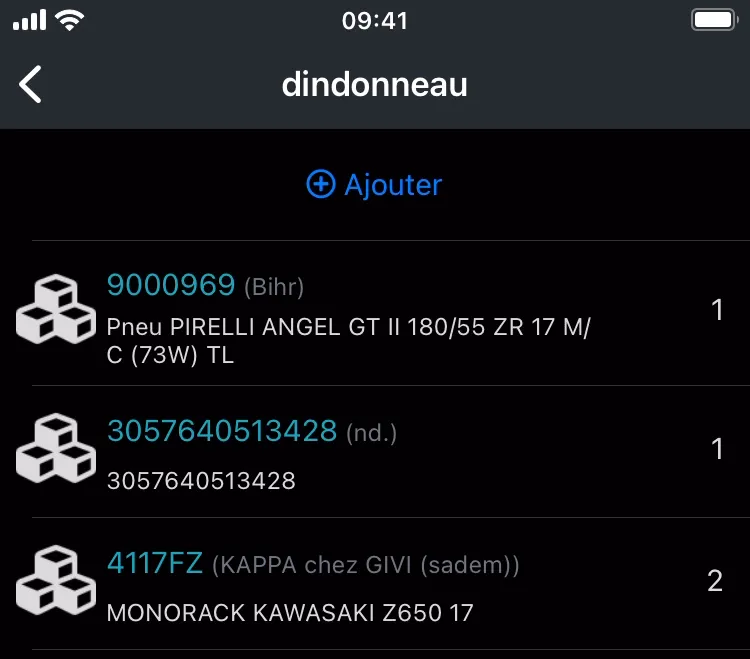 09:41
dindonneau
Ajouter
9000969 (Bihr)
Pneu PIRELLI ANGEL GT II 180/55 ZR 17 M/
C (73W) TL
1
3057640513428 (nd.)
3057640513428
1
4117FZ (KAPPA chez GIVI (sadem))
MONORACK KAWASAKI Z650 17
2